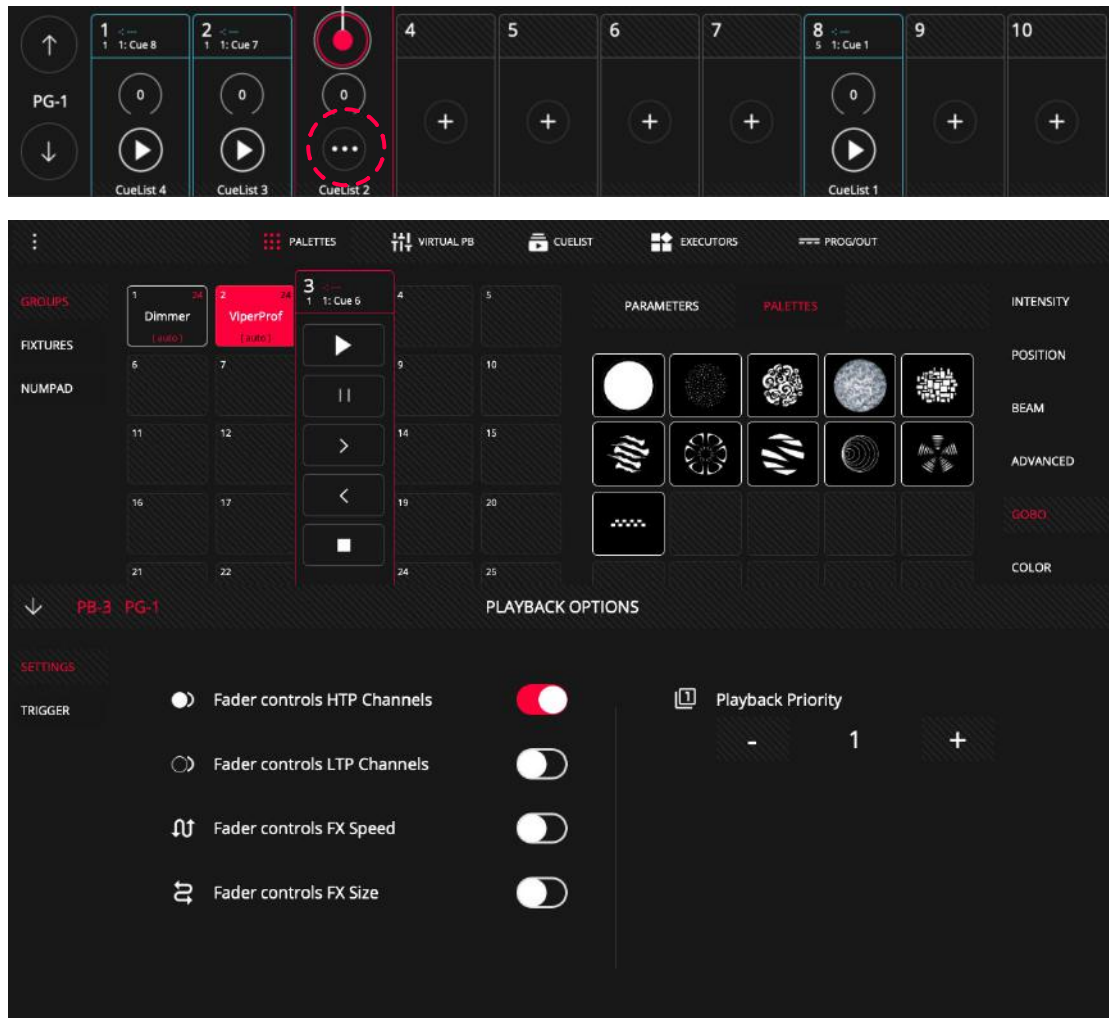 1 -:--
1 1: Cue 8
2 -:--
1 1: Cue 7
4
5
6
7
8 -:--
5 1: Cue 1
9
10
PG-1
0
0
0
0
+
+
+
+
+
+
CueList 4
CueList 3
CueList 2
CueList 1
PALETTES
VIRTUAL PB
CUELIST
EXECUTORS
PROG/OUT
GROUPS
FIXTURES
NUMPAD
1 24
Dimmer
( auto )
2 24
ViperProf
( auto )
3 -:--
1 1: Cue 6
4
5
6
7
9
10
11
12
14
15
16
17
19
20
21
22
24
25
PARAMETERS
PALETTES
INTENSITY
POSITION
BEAM
ADVANCED
GOBO
COLOR
PB-3 PG-1
PLAYBACK OPTIONS
SETTINGS
TRIGGER
Fader controls HTP Channels
Fader controls LTP Channels
Fader controls FX Speed
Fader controls FX Size
1 Playback Priority
- 1 +